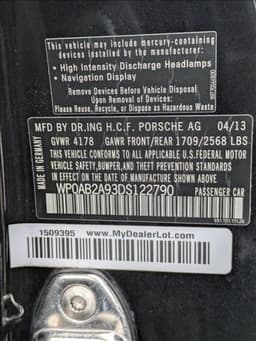 This vehicle may include mercury-containing
devices installed by the manufacturer:
- High Intensity Discharge Headlamps
- Navigation Display
Remove Devices Before Vehicle Disposal
Upon Removal of Devices Please Reuse,
Recycle or Dispose as Hazardous Waste
MFD BY DR.ING H.C.F. PORSCHE AG 04/13
GVWR 4178 GAWR FRONT/REAR 1709/2568 LBS
THIS VEHICLE CONFORMS TO ALL APPLICABLE U.S.FEDERAL MOTOR
VEHICLE SAFETY,BUMPER,AND THEFT PREVENTION STANDARDS IN
EFFECT ON THE DATE OF MANUFACTURE SHOWN ABOVE.
WP0AB2A93DS122790
PASSENGER CAR
MADE IN GERMANY
1509395 www.MyDealerLot.com